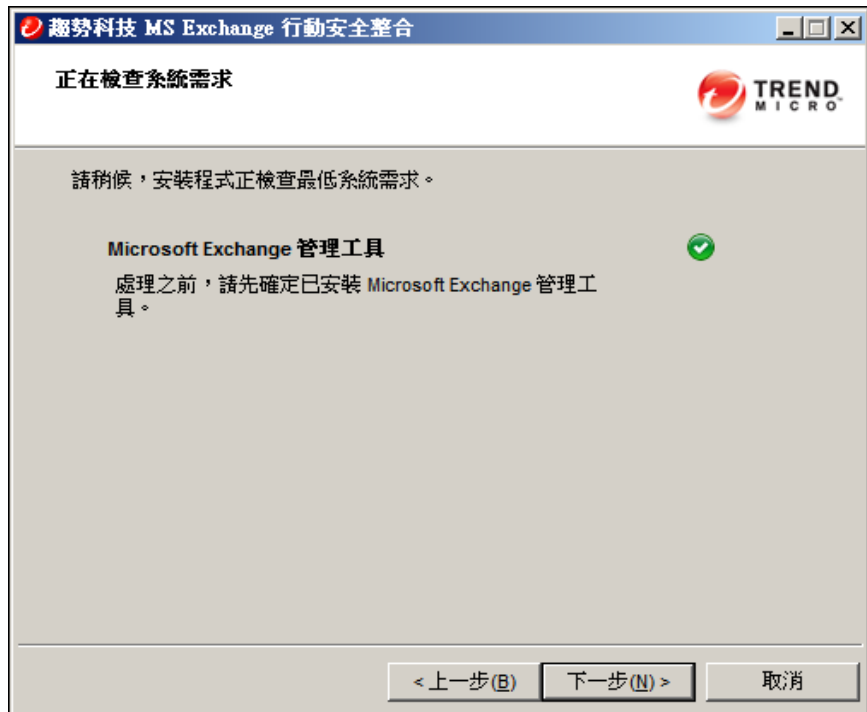 趨勢科技 MS Exchange 行動安全整合
正在檢查系統需求
TREND
MICRO
請稍候，安裝程式正檢查最低系統需求。
Microsoft Exchange 管理工具
處理之前，請先確定已安裝 Microsoft Exchange 管理工
具。
<上一步(B)
下一步(N) >
取消